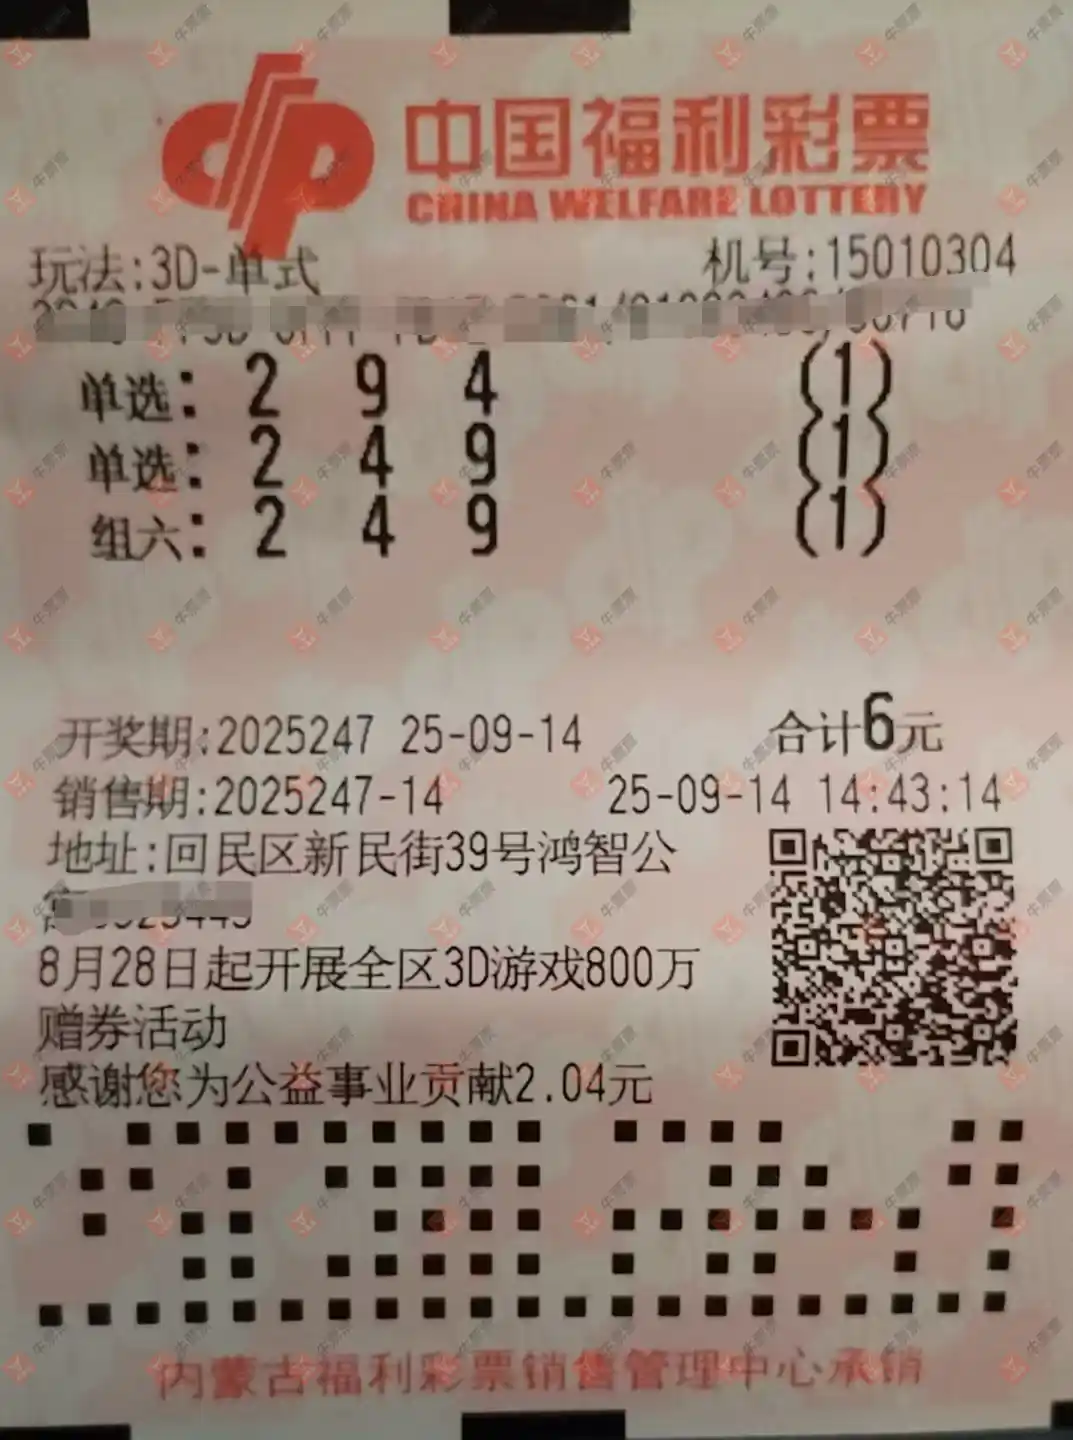 中国福利彩票
CHINA WELFARE LOTTERY
玩法:3D-单式 机号:15010304
单选: 2 9 4 (1)
单选: 2 4 9 (1)
组六: 2 4 9 (1)
开奖期:2025247 25-09-14 合计6元
销售期:2025247-14 25-09-14 14:43:14
地址:回民区新民街39号鸿智公
8月28日起开展全区3D游戏800万
赠券活动
感谢您为公益事业贡献2.04元
内蒙古福利彩票销售管理中心承销